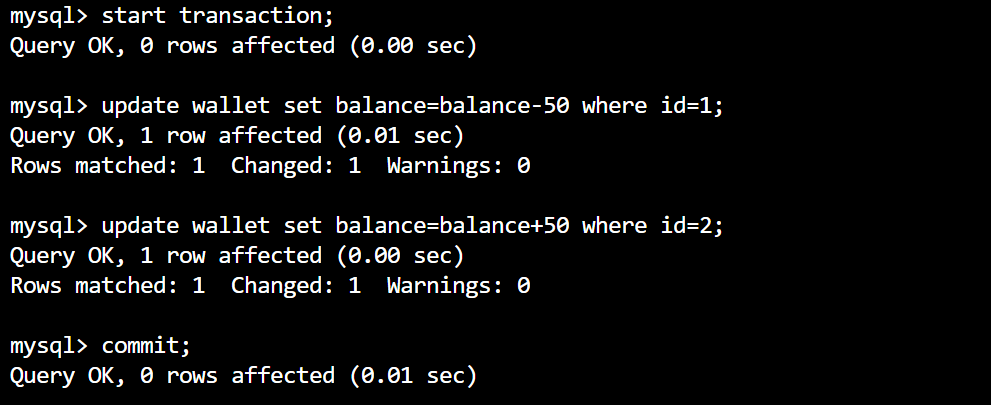 mysql> start transaction;
Query OK, 0 rows affected (0.00 sec)
mysql> update wallet set balance=balance-50 where id=1;
Query OK, 1 row affected (0.01 sec)
Rows matched: 1  Changed: 1  Warnings: 0
mysql> update wallet set balance=balance+50 where id=2;
Query OK, 1 row affected (0.00 sec)
Rows matched: 1  Changed: 1  Warnings: 0
mysql> commit;
Query OK, 0 rows affected (0.01 sec)